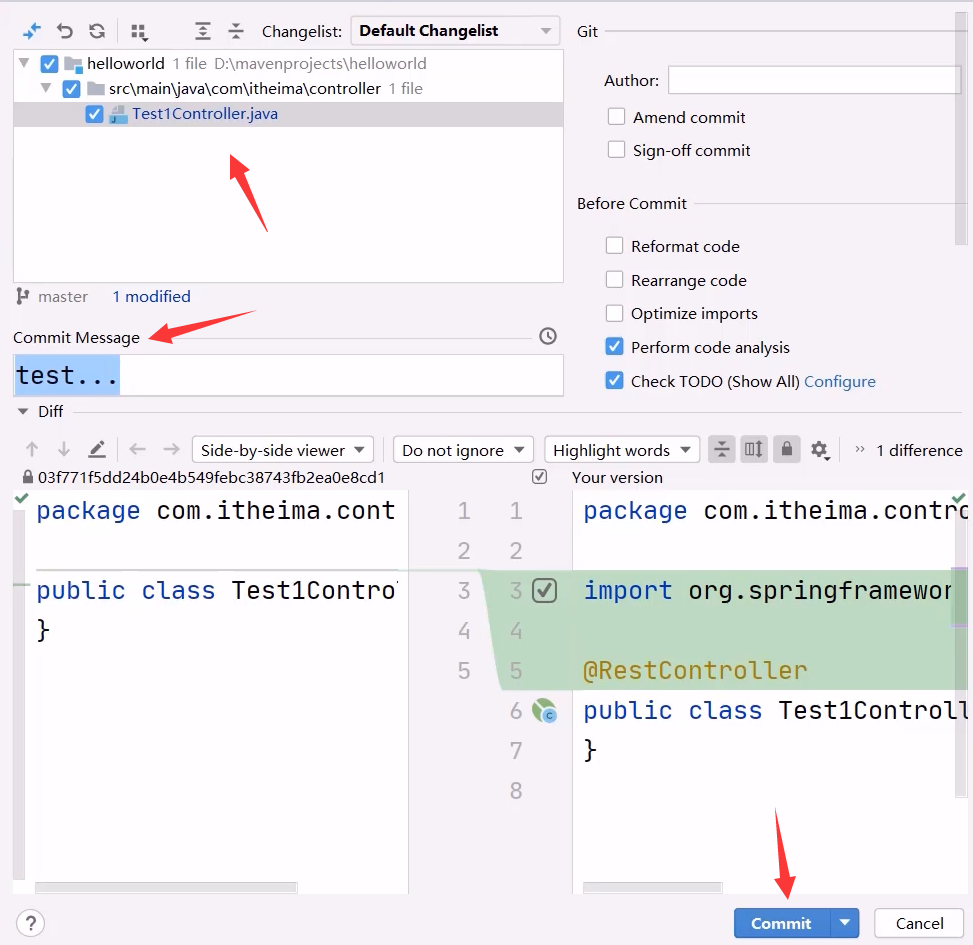 Changelist: Default Changelist
helloworld 1 file D:\mavenprojects\helloworld
src\main\java\com\itheima\controller 1 file
Test1Controller.java
master 1 modified
Commit Message
test...
Git
Author:
Amend commit
Sign-off commit
Before Commit
Reformat code
Rearrange code
Optimize imports
Perform code analysis
Check TODO (Show All) Configure
Diff
Side-by-side viewer Do not ignore Highlight words » 1 difference
03f771f5dd24b0e4b549febc38743fb2ea0e8cd1 Your version
package com.itheima.cont 1 1 package com.itheima.contro
2 2
public class Test1Contro 3 3 import org.springframewor
} 4 4
5 5 @RestController
6 public class Test1Controll
7 }
8
? Commit Cancel